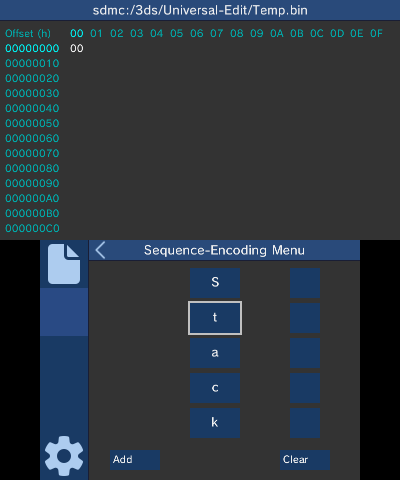 sdmc:/3ds/Universal-Edit/Temp.bin
Offset (h) 00 01 02 03 04 05 06 07 08 09 0A 0B 0C 0D 0E 0F
00000000 00
00000010
00000020
00000030
00000040
00000050
00000060
00000070
00000080
00000090
000000A0
000000B0
000000C0
Sequence-Encoding Menu
S
t
a
c
k
Add Clear